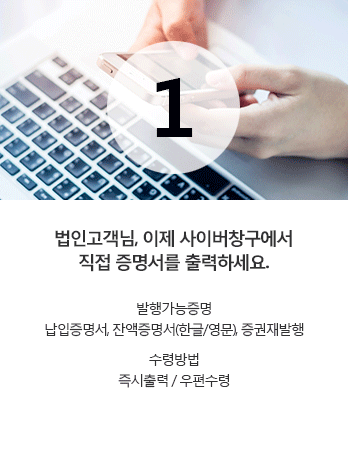 1
법인고객님, 이제 사이버창구에서
직접 증명서를 출력하세요.
발행가능증명
납입증명서, 잔액증명서(한글/영문), 증권재발행
수령방법
즉시출력 / 우편수령